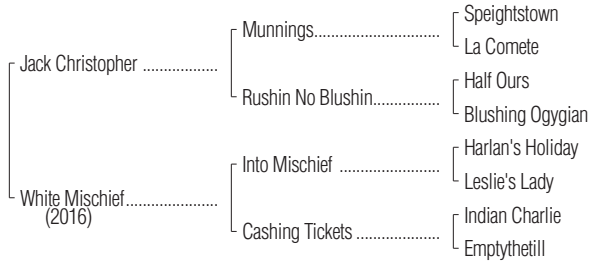 Speightstown
Munnings
La Comete
Jack Christopher
Half Ours
Rushin No Blushin
Blushing Ogygian
Harlan's Holiday
Into Mischief
Leslie's Lady
White Mischief
(2016)
Indian Charlie
Cashing Tickets
Emptythetill